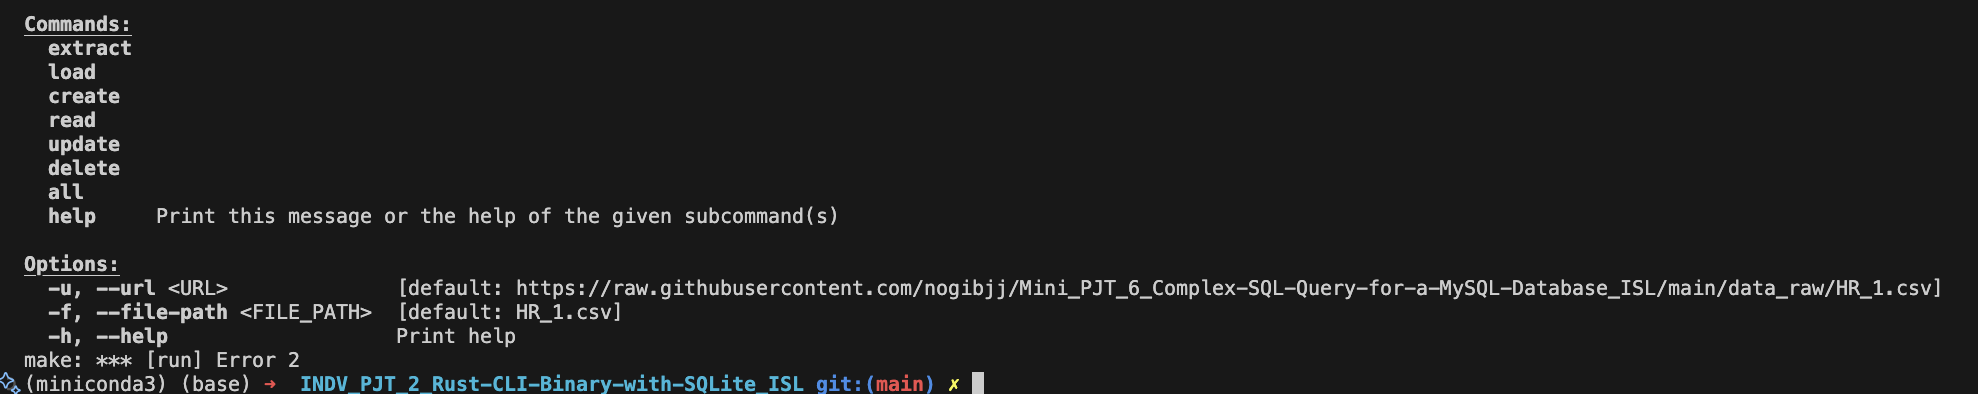 Commands:
extract
load
create
read
update
delete
all
help Print this message or the help of the given subcommand(s)
Options:
-u, --url <URL> [default: https://raw.githubusercontent.com/nogibjj/Mini_PJT_6_Complex-SQL-Query-for-a-MySQL-Database_ISL/main/data_raw/HR_1.csv]
-f, --file-path <FILE_PATH> [default: HR_1.csv]
-h, --help Print help
make: *** [run] Error 2
(miniconda3) (base) ➜ INDV_PJT_2_Rust-CLI-Binary-with-SQLite_ISL git:(main) ✗